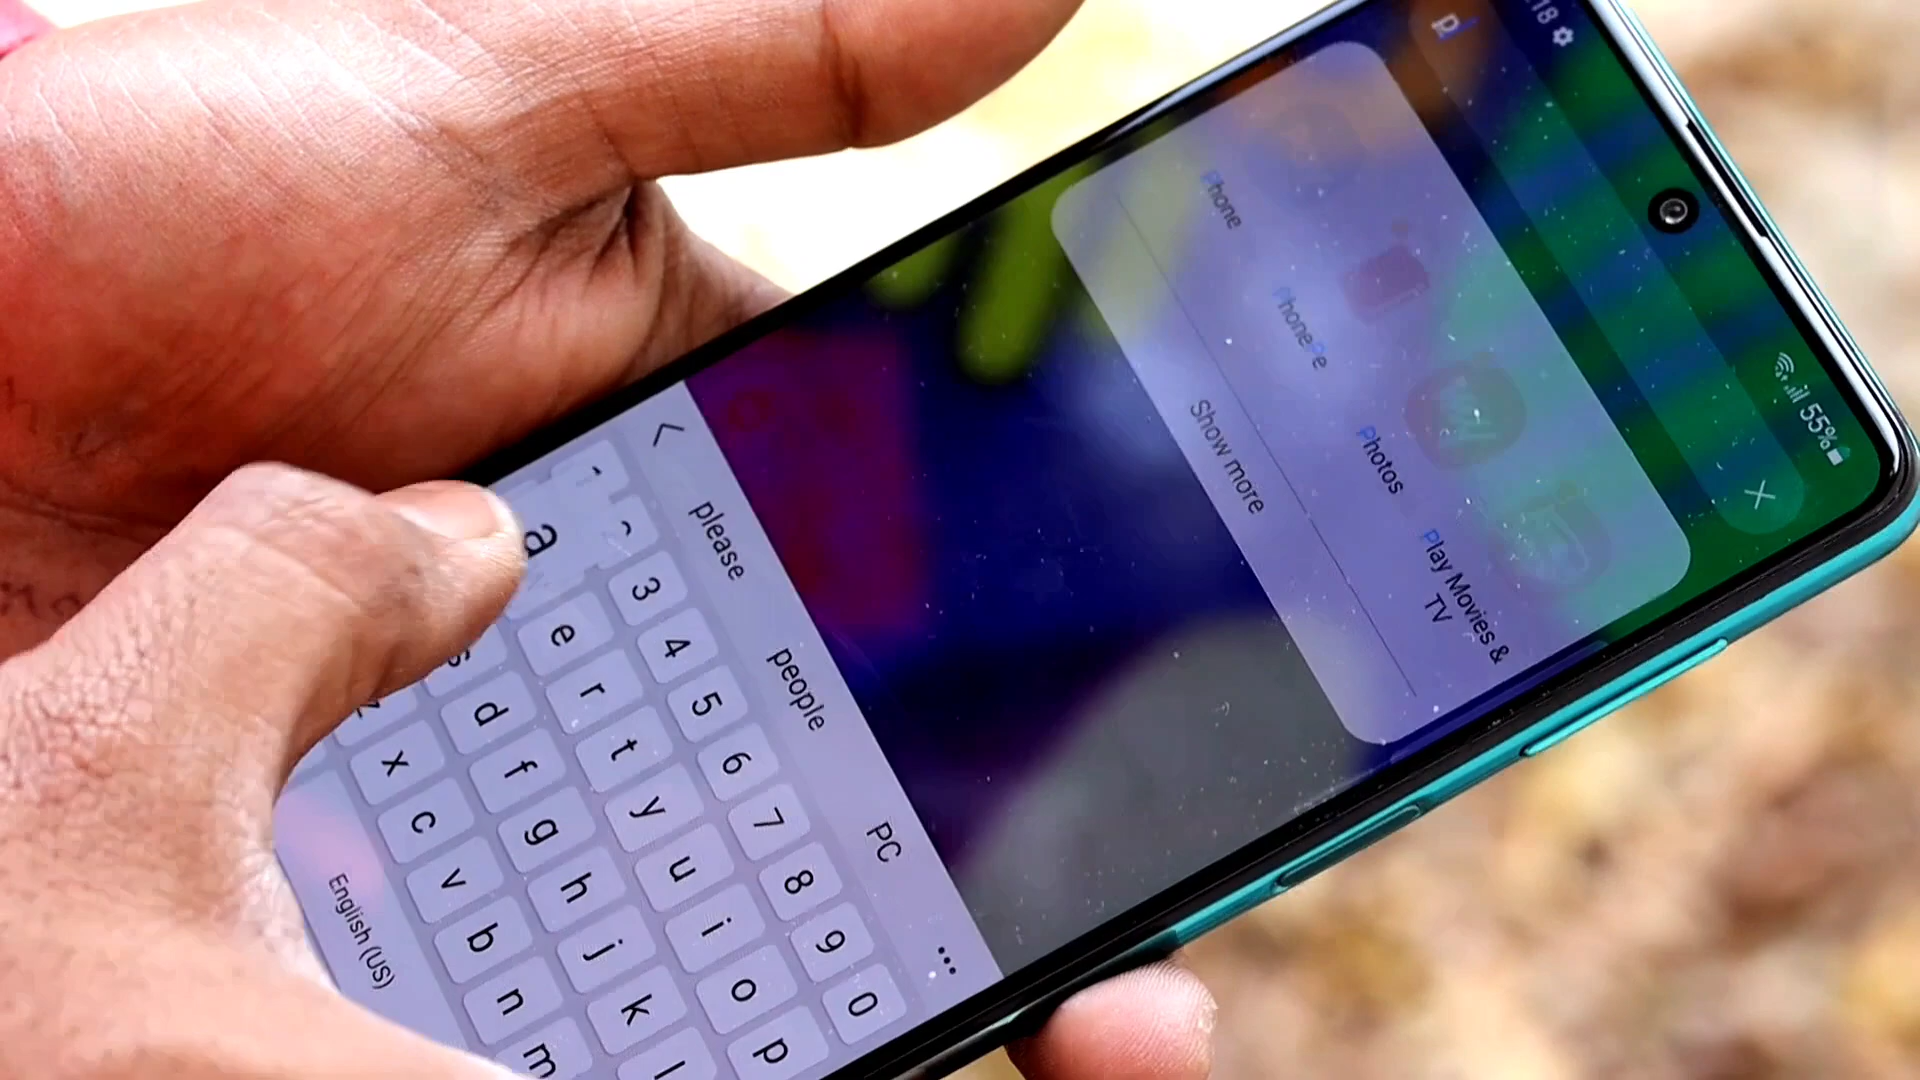 18
55%
p
Phone
PhonePe
Photos
Play Movies &
TV
Show more
please
people
PC
...
3 4 5 6 7 8 9 0
e r t y u i o p
a s d f g h j k l
z x c v b n m
English (US)